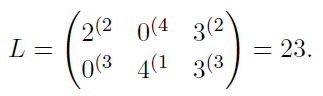 L = ( 2^{(2} 0^{(4} 3^{(2}
0^{(3} 4^{(1} 3^{(3} ) = 23.